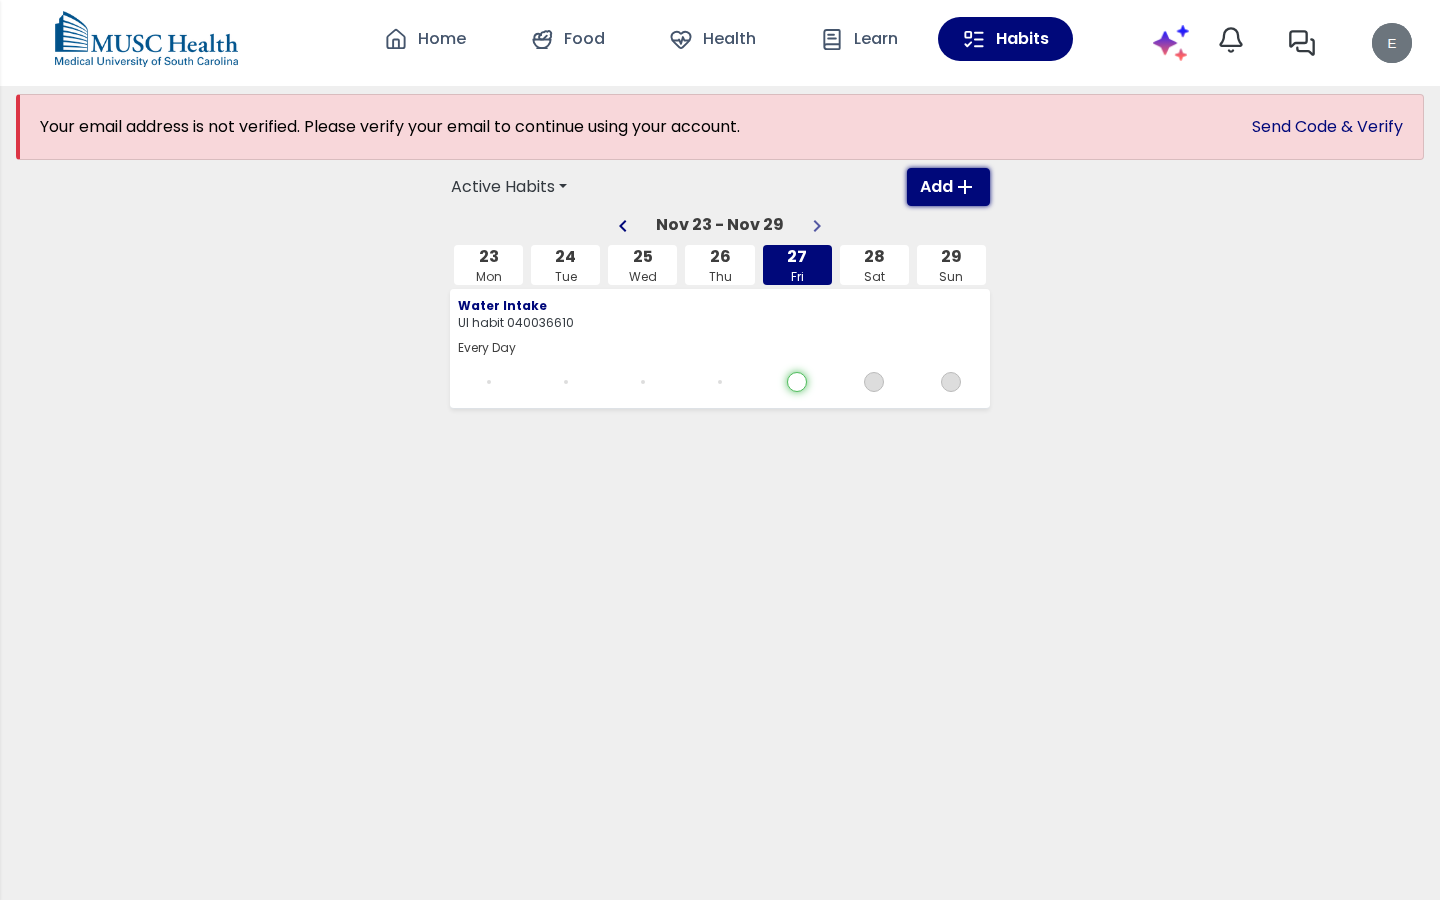 MUSC Health
Medical University of South Carolina
Home
Food
Health
Learn
Habits
E
Your email address is not verified. Please verify your email to continue using your account.
Send Code & Verify
Active Habits
Add
Nov 23 - Nov 29
23 24 25 26 27 28 29
Mon Tue Wed Thu Fri Sat Sun
Water Intake
UI habit 040036610
Every Day